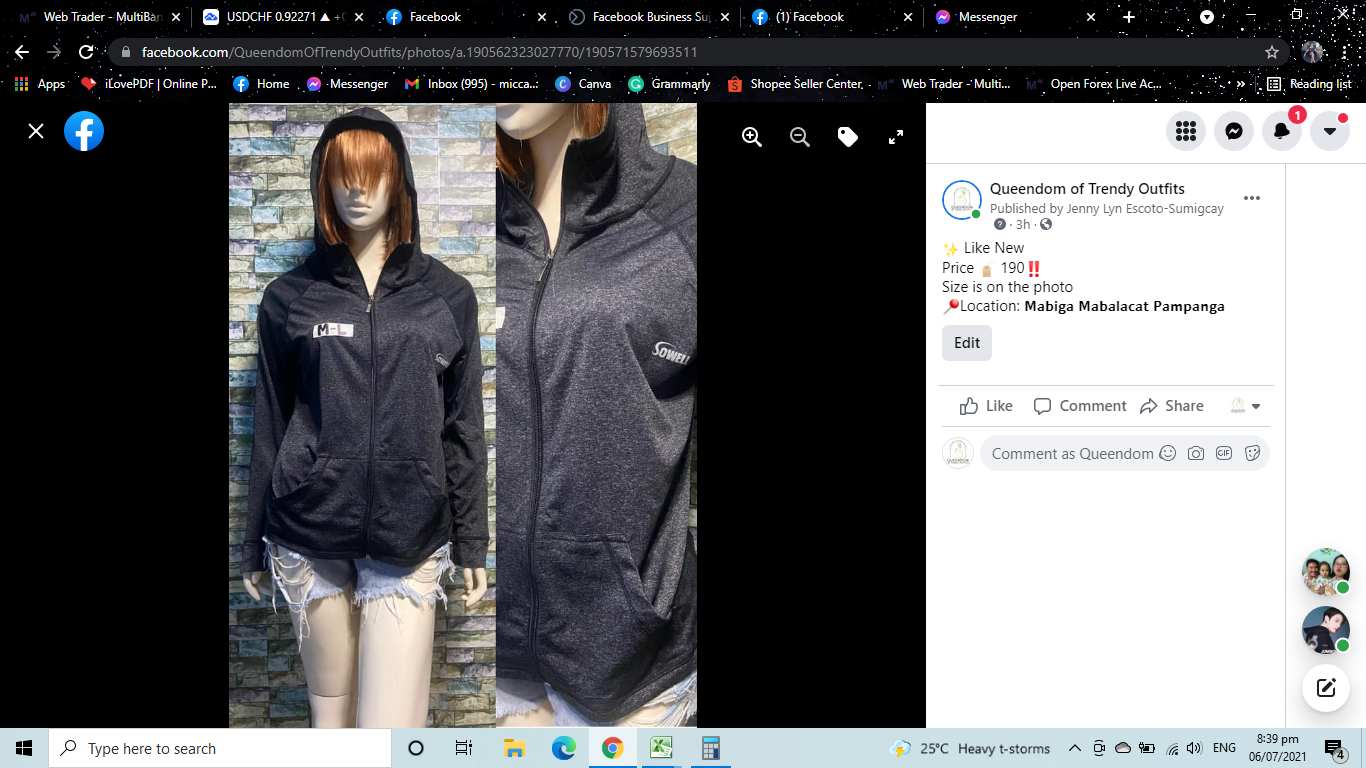 Web Trader - MultiBan
USDCHF 0.92271 ▲ +0
Facebook
Facebook Business Sui
(1) Facebook
Messenger
facebook.com/QueendomOfTrendyOutfits/photos/a.190562323027770/190571579693511
Apps
iLovePDF | Online P...
Home
Messenger
Inbox (995) - micca...
Canva
Grammarly
Shopee Seller Center
Web Trader - Multi...
Open Forex Live Ac...
»
Reading list
1
Queendom of Trendy Outfits
Published by Jenny Lyn Escoto-Sumigcay
· 3h ·
✨ Like New
Price 190‼️
Size is on the photo
📍Location: Mabiga Mabalacat Pampanga
Edit
Like
Comment
Share
Comment as Queendom
GIF
M-L
SOWELL
SOWELL
Type here to search
25°C Heavy t-storms
ENG
8:39 pm
06/07/2021
4